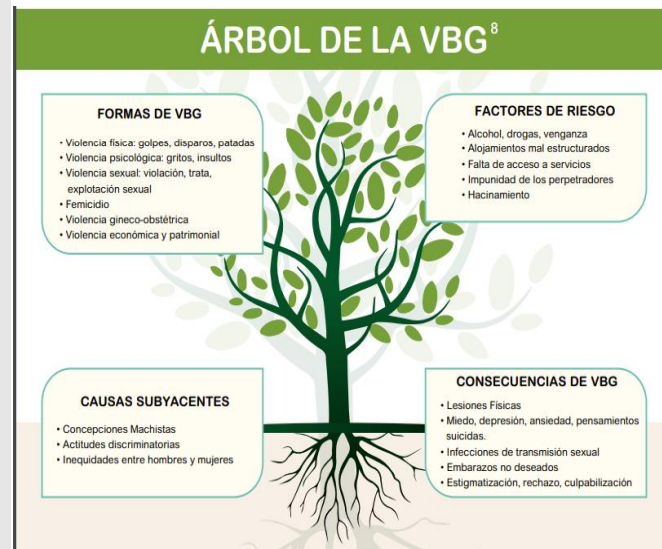 ÁRBOL DE LA VBG⁸
FORMAS DE VBG
• Violencia física: golpes, disparos, patadas
• Violencia psicológica: gritos, insultos
• Violencia sexual: violación, trata,
explotación sexual
• Femicidio
• Violencia gineco-obstétrica
• Violencia económica y patrimonial
FACTORES DE RIESGO
• Alcohol, drogas, venganza
• Alojamientos mal estructurados
• Falta de acceso a servicios
• Impunidad de los perpetradores
• Hacinamiento
CAUSAS SUBYACENTES
• Concepciones Machistas
• Actitudes discriminatorias
• Inequidades entre hombres y mujeres
CONSECUENCIAS DE VBG
• Lesiones Físicas
• Miedo, depresión, ansiedad, pensamientos
suicidas.
• Infecciones de transmisión sexual
• Embarazos no deseados
• Estigmatización, rechazo, culpabilización